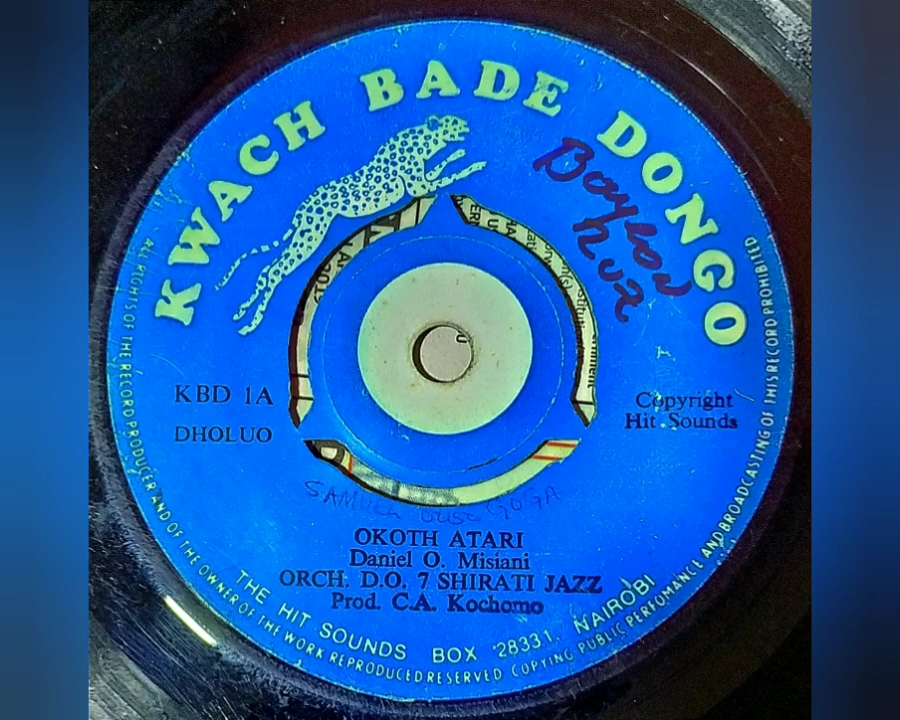 KWACH BADE DONGO
KBD 1A
DHOLUO
Copyright
Hit Sounds
SAMUEL
OKOTH ATARI
Daniel O. Misiani
ORCH. D.O. 7 SHIRATI JAZZ
Prod. C.A. Kochomo
THE HIT SOUNDS BOX 28331, NAIROBI
ALL RIGHTS OF THE RECORD PRODUCER AND OF THE OWNER OF THE WORK REPRODUCED RESERVED COPYING PUBLIC PERFOMANCE AND BROADCASTING OF THIS RECORD PROHIBITED